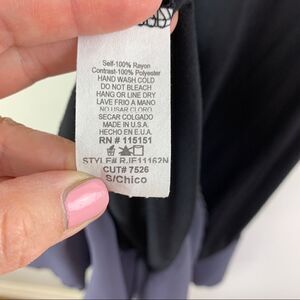 Self-100% Rayon
Contrast-100% Polyester
HAND WASH COLD
DO NOT BLEACH
HANG OR LINE DRY
LAVE FRIO A MANO
NO USAR CLORO
SECAR COLGADO
MADE IN U.S.A.
HECHO EN E.U.A.
RN # 115151
STYLE# RJE11162N
CUT# 7526
S/Chico